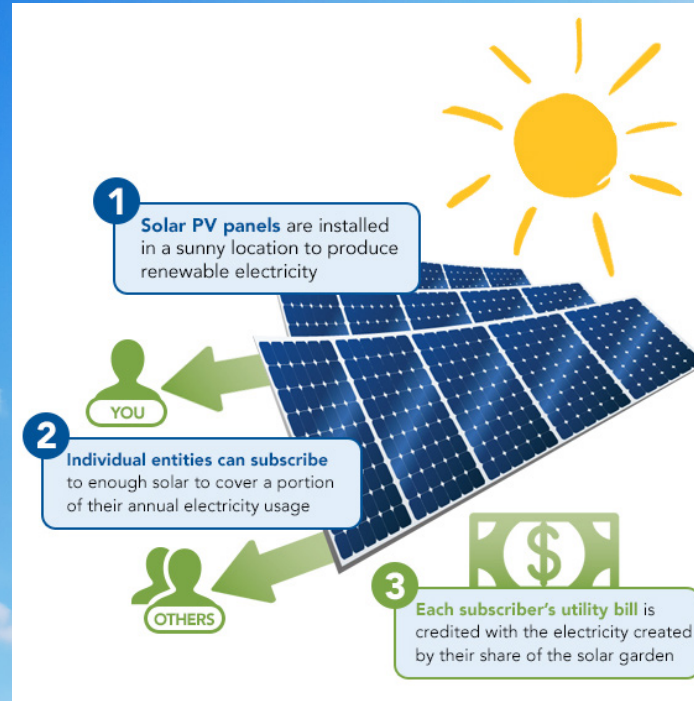 1
Solar PV panels are installed
in a sunny location to produce
renewable electricity
YOU
2
Individual entities can subscribe
to enough solar to cover a portion
of their annual electricity usage
OTHERS
$
3
Each subscriber's utility bill is
credited with the electricity created
by their share of the solar garden